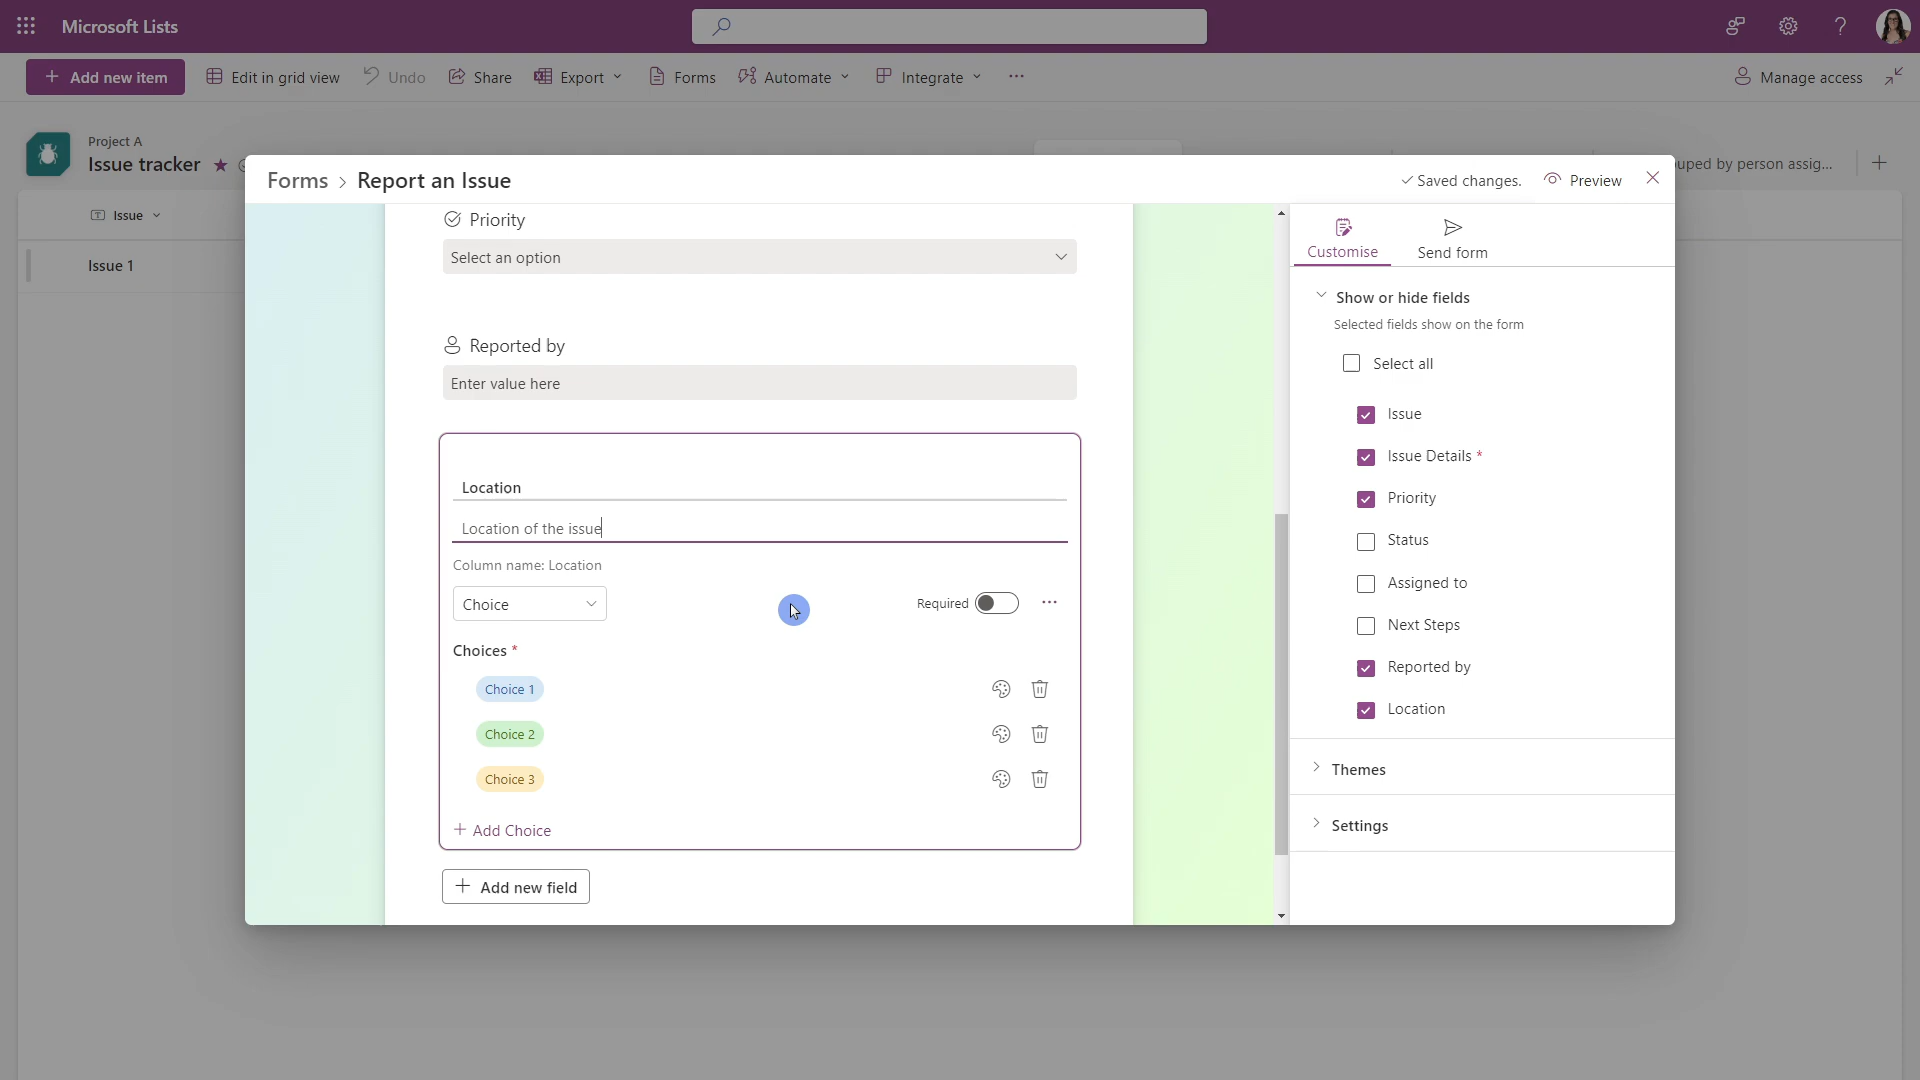 Microsoft Lists
Add new item
Edit in grid view
Undo
Share
Export
Forms
Automate
Integrate
Manage access
Project A
Issue tracker
uped by person assig...
Issue
Issue 1
Forms > Report an Issue
Saved changes.
Preview
Priority
Select an option
Reported by
Enter value here
Location
Location of the issue
Column name: Location
Choice
Required
Choices *
Choice 1
Choice 2
Choice 3
+ Add Choice
+ Add new field
Customise
Send form
Show or hide fields
Selected fields show on the form
Select all
Issue
Issue Details *
Priority
Status
Assigned to
Next Steps
Reported by
Location
Themes
Settings